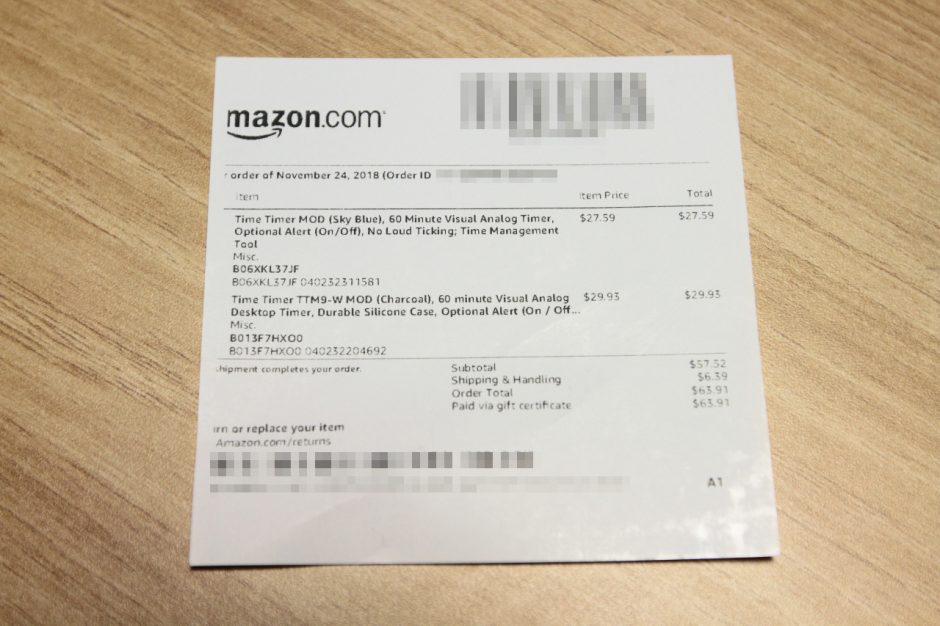 mazon.com
r order of November 24, 2018 (Order ID
Item Item Price Total
Time Timer MOD (Sky Blue), 60 Minute Visual Analog Timer, $27.59 $27.59
Optional Alert (On/Off), No Loud Ticking; Time Management
Tool
Misc.
B06XKL37JF
B06XKL37JF 040232311581
Time Timer TTM9-W MOD (Charcoal), 60 minute Visual Analog $29.93 $29.93
Desktop Timer, Durable Silicone Case, Optional Alert (On / Off...
Misc.
B013F7HXO0
B013F7HXO0 040232204692
shipment completes your order. Subtotal $57.52
Shipping & Handling $6.39
Order Total $63.91
Paid via gift certificate $63.91
urn or replace your item
Amazon.com/returns
A1